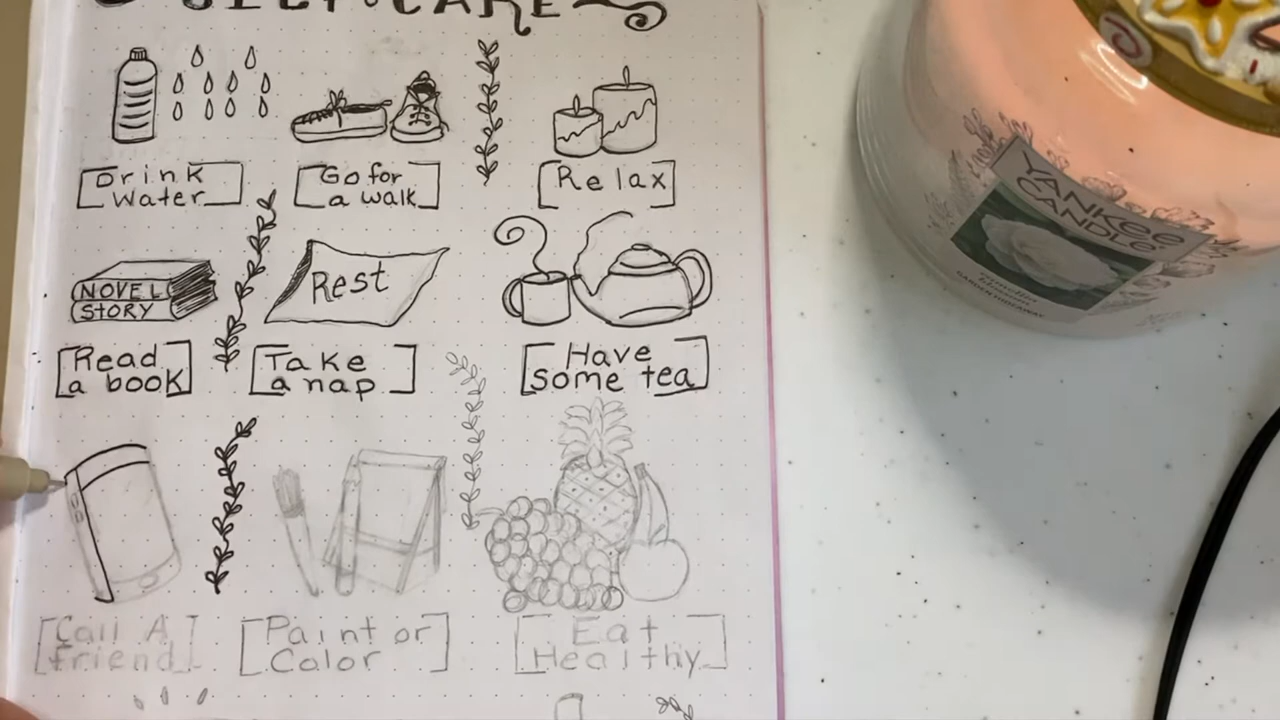 SELF CARE
Drink Water
Go for a walk
Relax
NOVEL
STORY
Rest
Read a book
Take a nap
Have some tea
Call A friend
Paint or Color
Eat Healthy
YANKEE CANDLE